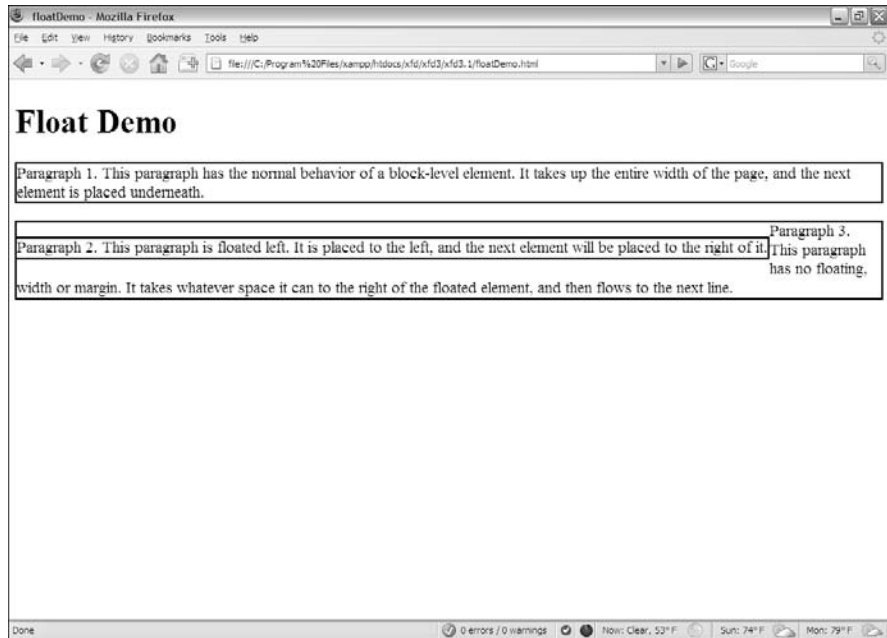 floatDemo - Mozilla Firefox
File Edit View History Bookmarks Tools Help
file:///C:/Program%20Files/xampp/htdocs/xfd/xfd3/xfd3.1/floatDemo.html
G Google
Float Demo
Paragraph 1. This paragraph has the normal behavior of a block-level element. It takes up the entire width of the page, and the next
element is placed underneath.
Paragraph 2. This paragraph is floated left. It is placed to the left, and the next element will be placed to the right of it.
Paragraph 3.
This paragraph
has no floating,
width or margin. It takes whatever space it can to the right of the floated element, and then flows to the next line.
Done
0 errors / 0 warnings
Now: Clear, 53° F
Sun: 74° F
Mon: 79° F